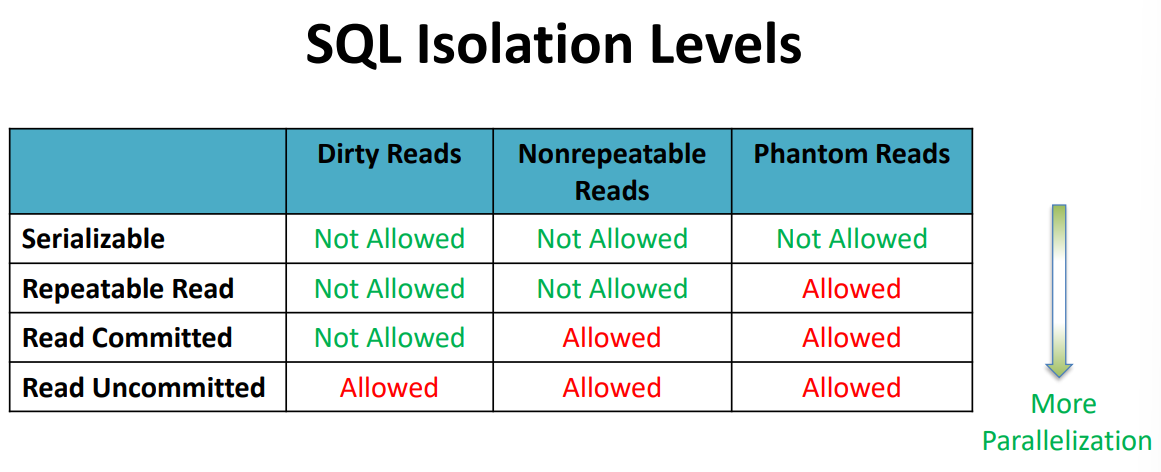 SQL Isolation Levels
Dirty Reads
Nonrepeatable
Reads
Phantom Reads
Serializable
Not Allowed
Not Allowed
Not Allowed
Repeatable Read
Not Allowed
Not Allowed
Allowed
Read Committed
Not Allowed
Allowed
Allowed
Read Uncommitted
Allowed
Allowed
Allowed
More
Parallelization